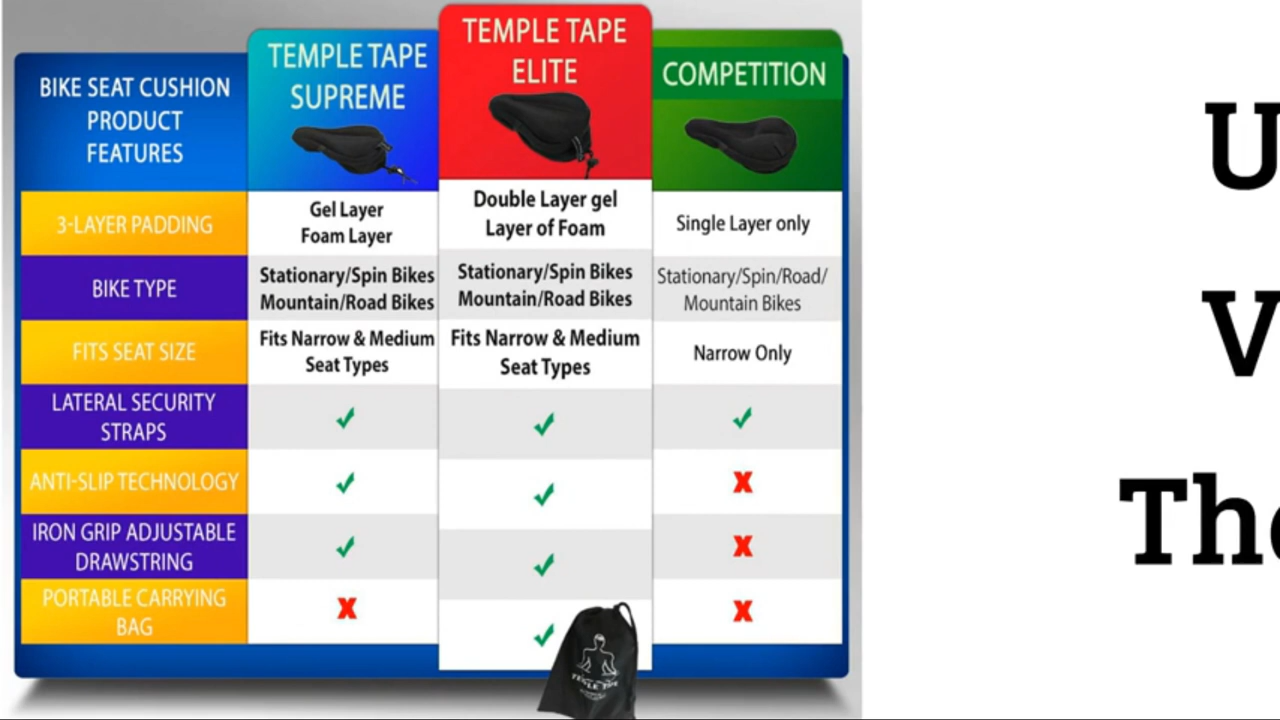 BIKE SEAT CUSHION
PRODUCT
FEATURES
TEMPLE TAPE
SUPREME
TEMPLE TAPE
ELITE
COMPETITION
3-LAYER PADDING
Gel Layer
Foam Layer
Double Layer gel
Layer of Foam
Single Layer only
BIKE TYPE
Stationary/Spin Bikes
Mountain/Road Bikes
Stationary/Spin Bikes
Mountain/Road Bikes
Stationary/Spin/Road/
Mountain Bikes
FITS SEAT SIZE
Fits Narrow & Medium
Seat Types
Fits Narrow & Medium
Seat Types
Narrow Only
LATERAL SECURITY
STRAPS
ANTI-SLIP TECHNOLOGY
IRON GRIP ADJUSTABLE
DRAWSTRING
PORTABLE CARRYING
BAG